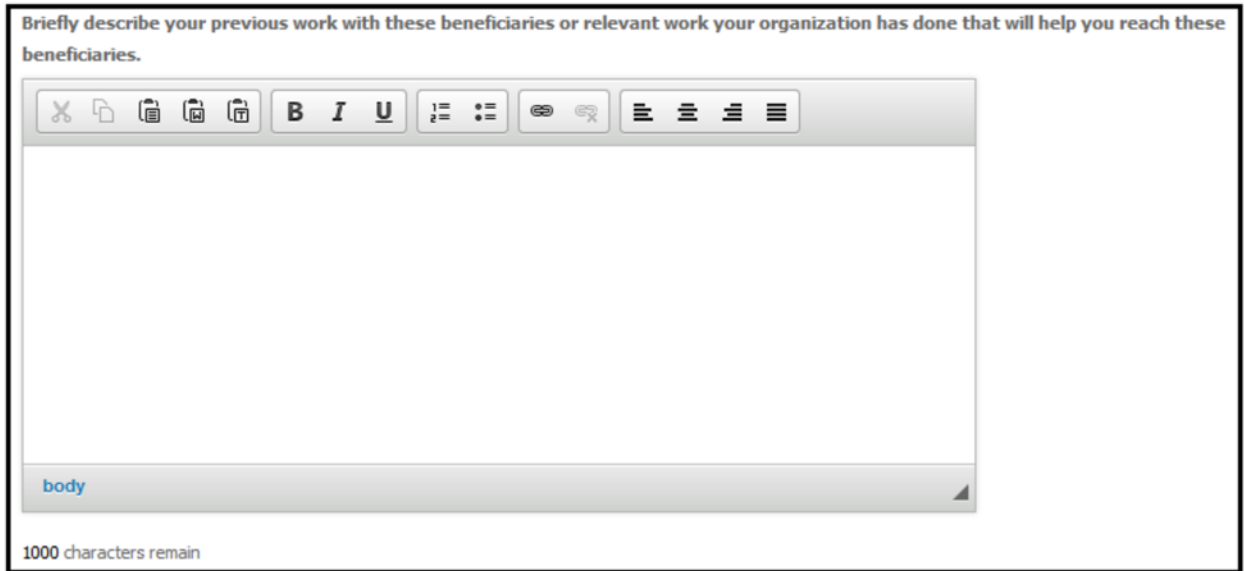 Briefly describe your previous work with these beneficiaries or relevant work your organization has done that will help you reach these
beneficiaries.
B I U
body
1000 characters remain